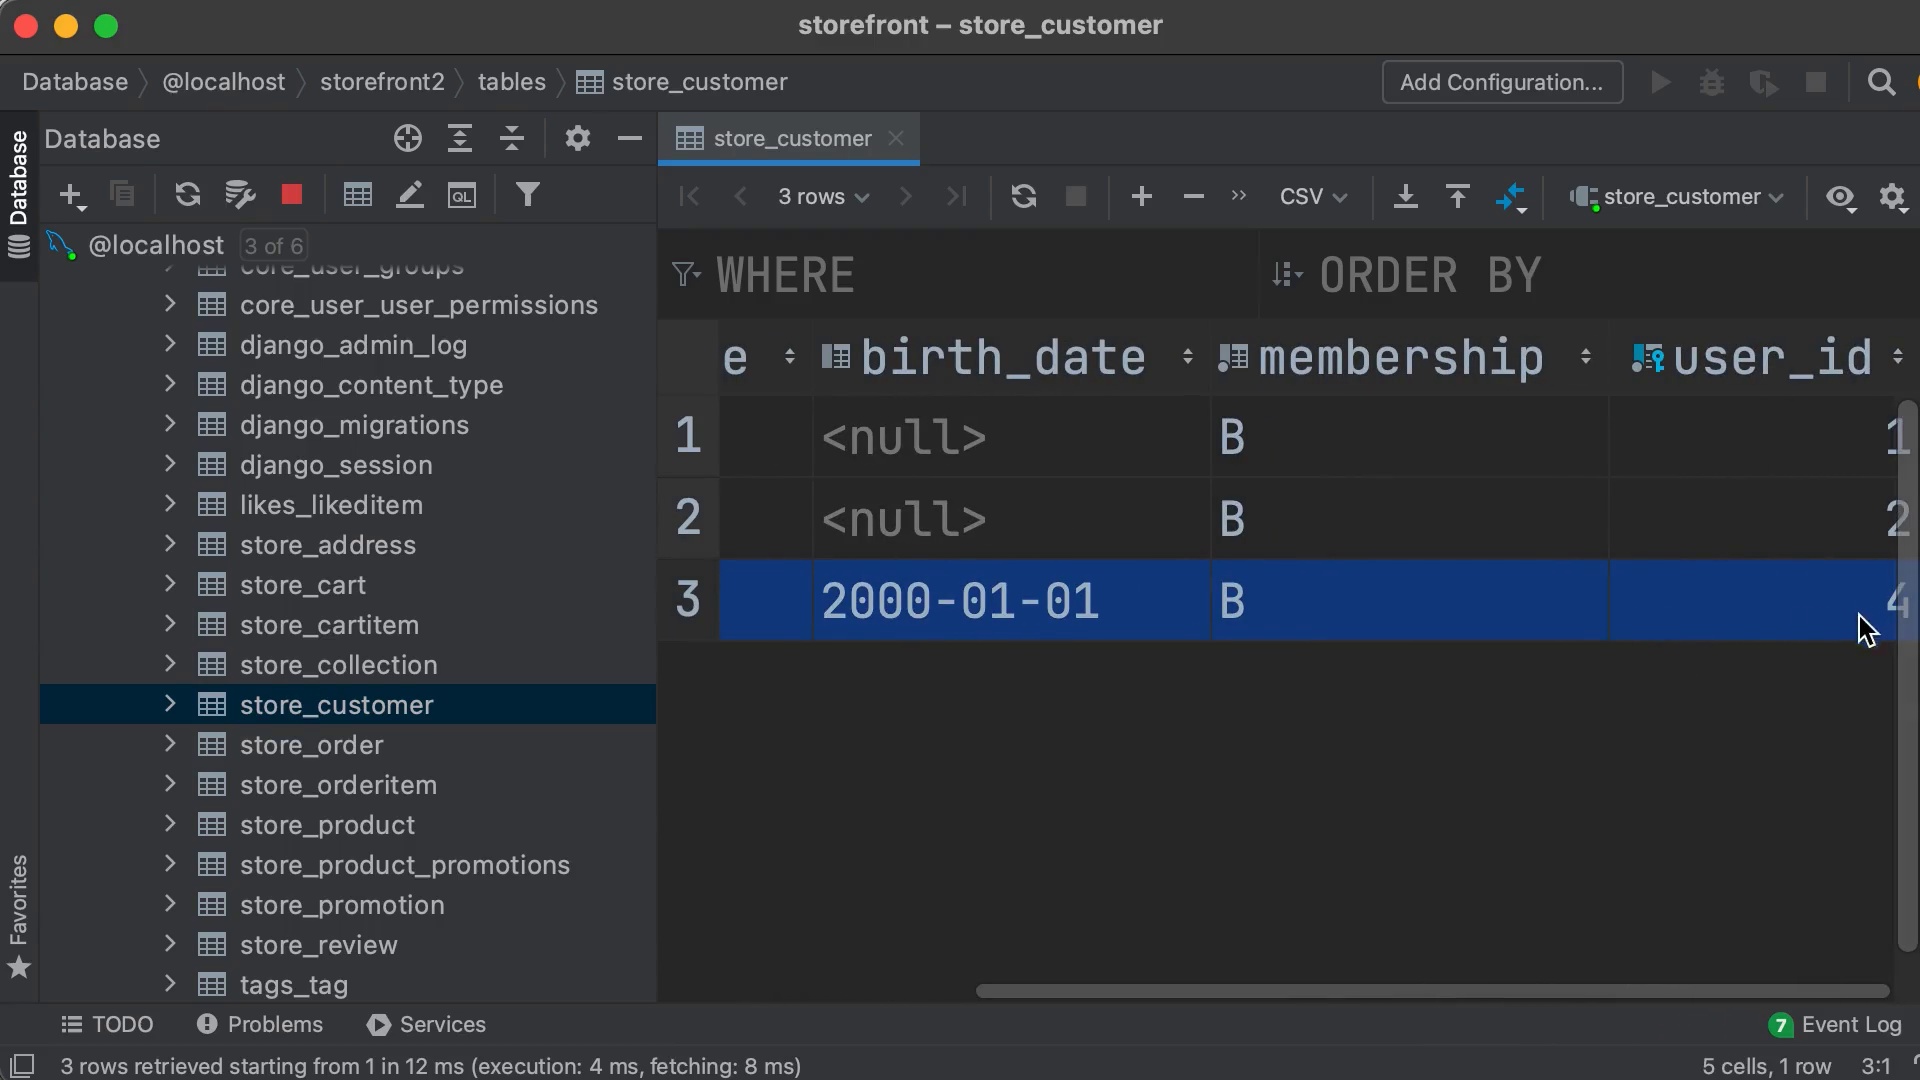 storefront – store_customer
Database
@localhost
storefront2
tables
store_customer
Add Configuration...
Database
Database
store_customer
3 rows
CSV
store_customer
QL
@localhost 3 of 6
core_user_groups
core_user_user_permissions
django_admin_log
django_content_type
django_migrations
django_session
likes_likeditem
store_address
store_cart
store_cartitem
store_collection
store_customer
store_order
store_orderitem
store_product
store_product_promotions
store_promotion
store_review
tags_tag
Favorites
WHERE
ORDER BY
e birth_date membership user_id
1 <null> B 1
2 <null> B 2
3 2000-01-01 B 4
TODO
Problems
Services
7 Event Log
3 rows retrieved starting from 1 in 12 ms (execution: 4 ms, fetching: 8 ms)
5 cells, 1 row 3:1